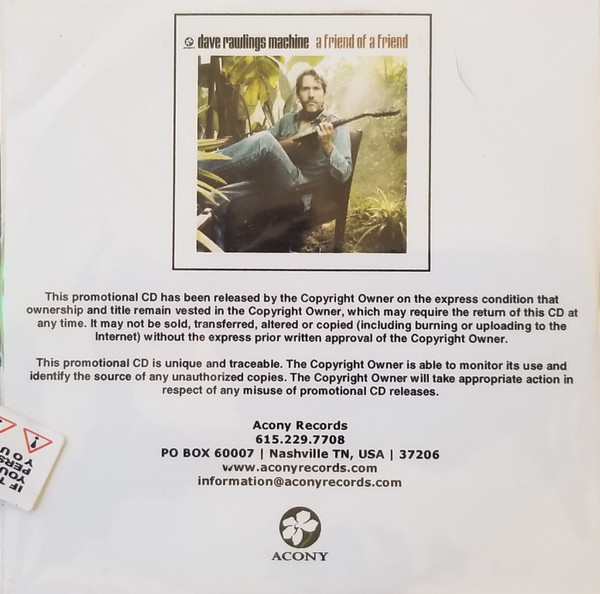 dave rawlings machine a friend of a friend
This promotional CD has been released by the Copyright Owner on the express condition that
ownership and title remain vested in the Copyright Owner, which may require the return of this CD at
any time. It may not be sold, transferred, altered or copied (including burning or uploading to the
Internet) without the express prior written approval of the Copyright Owner.
This promotional CD is unique and traceable. The Copyright Owner is able to monitor its use and
identify the source of any unauthorized copies. The Copyright Owner will take appropriate action in
respect of any misuse of promotional CD releases.
Acony Records
615.229.7708
PO BOX 60007 | Nashville TN, USA | 37206
www.aconyrecords.com
information@aconyrecords.com
ACONY
IF T
YOU
PERS
YOU